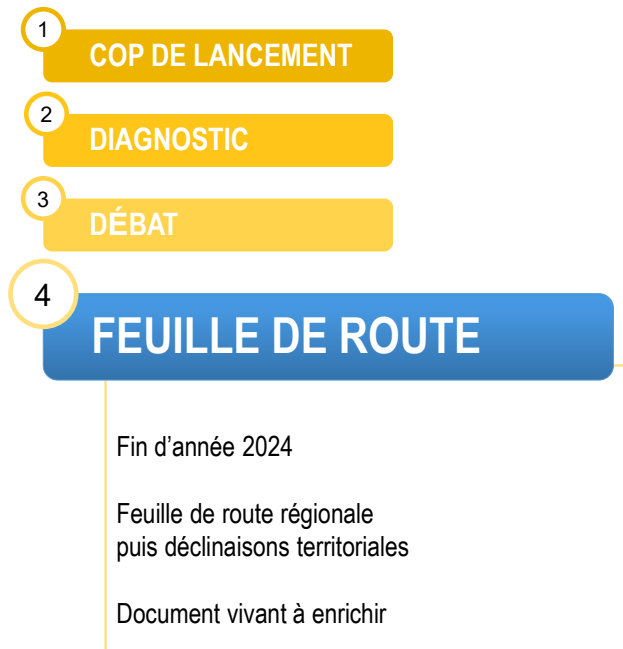 1
COP DE LANCEMENT
2
DIAGNOSTIC
3
DÉBAT
4
FEUILLE DE ROUTE
Fin d’année 2024
Feuille de route régionale
puis déclinaisons territoriales
Document vivant à enrichir